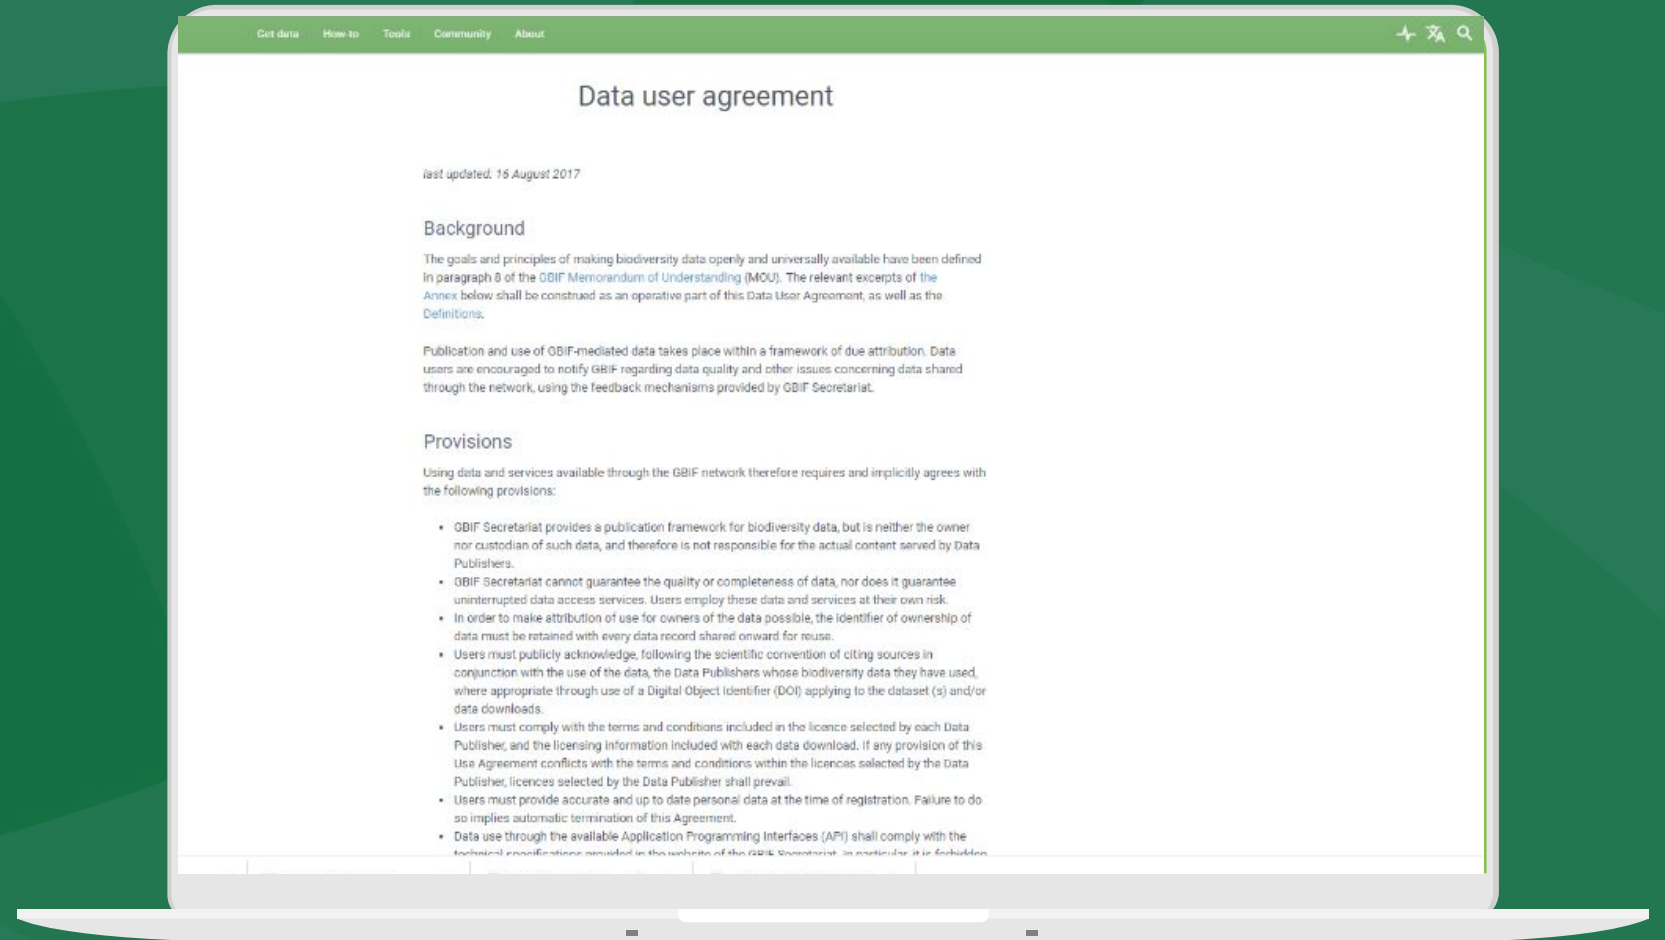 Get data How-to Tools Community About
Data user agreement
last updated: 16 August 2017
Background
The goals and principles of making biodiversity data openly and universally available have been defined
in paragraph 8 of the GBIF Memorandum of Understanding (MOU). The relevant excerpts of the
Annex below shall be construed as an operative part of this Data User Agreement, as well as the
Definitions.
Publication and use of GBIF-mediated data takes place within a framework of due attribution. Data
users are encouraged to notify GBIF regarding data quality and other issues concerning data shared
through the network, using the feedback mechanisms provided by GBIF Secretariat.
Provisions
Using data and services available through the GBIF network therefore requires and implicitly agrees with
the following provisions:
• GBIF Secretariat provides a publication framework for biodiversity data, but is neither the owner
nor custodian of such data, and therefore is not responsible for the actual content served by Data
Publishers.
• GBIF Secretariat cannot guarantee the quality or completeness of data, nor does it guarantee
uninterrupted data access services. Users employ these data and services at their own risk.
• In order to make attribution of use for owners of the data possible, the identifier of ownership of
data must be retained with every data record shared onward for reuse.
• Users must publicly acknowledge, following the scientific convention of citing sources in
conjunction with the use of the data, the Data Publishers whose biodiversity data they have used,
where appropriate through use of a Digital Object Identifier (DOI) applying to the dataset (s) and/or
data downloads.
• Users must comply with the terms and conditions included in the licence selected by each Data
Publisher, and the licensing information included with each data download. If any provision of this
Use Agreement conflicts with the terms and conditions within the licences selected by the Data
Publisher, licences selected by the Data Publisher shall prevail.
• Users must provide accurate and up to date personal data at the time of registration. Failure to do
so implies automatic termination of this Agreement.
• Data use through the available Application Programming Interfaces (API) shall comply with the
technical specifications provided in the website of the GBIF Secretariat. In particular, it is forbidden